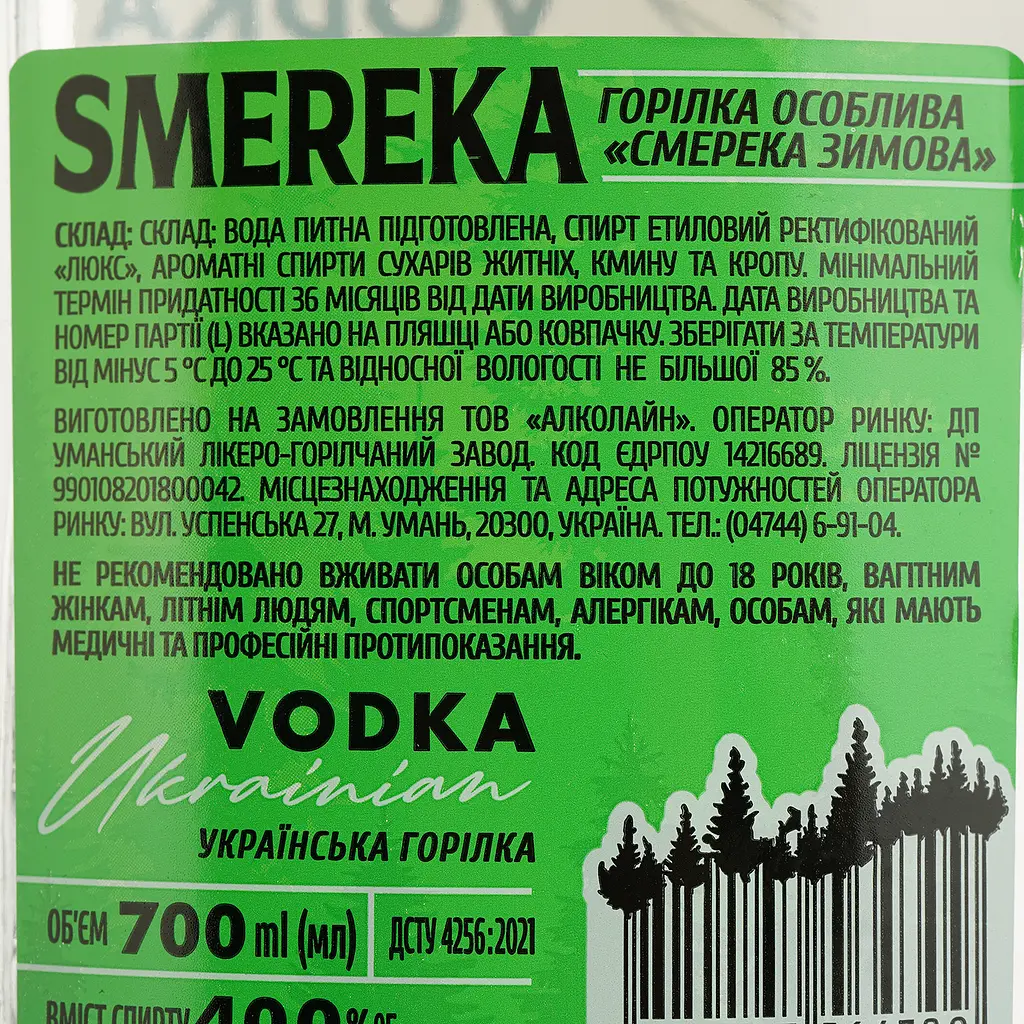 VODKA
SMEREKA
ГОРІЛКА ОСОБЛИВА
«СМЕРЕКА ЗИМОВА»
СКЛАД: СКЛАД: ВОДА ПИТНА ПІДГОТОВЛЕНА, СПИРТ ЕТИЛОВИЙ РЕКТИФІКОВАНИЙ
«ЛЮКС», АРОМАТНІ СПИРТИ СУХАРІВ ЖИТНІХ, КМИНУ ТА КРОПУ. МІНІМАЛЬНИЙ
ТЕРМІН ПРИДАТНОСТІ 36 МІСЯЦІВ ВІД ДАТИ ВИРОБНИЦТВА. ДАТА ВИРОБНИЦТВА ТА
НОМЕР ПАРТІЇ (L) ВКАЗАНО НА ПЛЯШЦІ АБО КОВПАЧКУ. ЗБЕРІГАТИ ЗА ТЕМПЕРАТУРИ
ВІД МІНУС 5 °С ДО 25 °С ТА ВІДНОСНОЇ ВОЛОГОСТІ НЕ БІЛЬШОЇ 85 %.
ВИГОТОВЛЕНО НА ЗАМОВЛЕННЯ ТОВ «АЛКОЛАЙН». ОПЕРАТОР РИНКУ: ДП
УМАНСЬКИЙ ЛІКЕРО-ГОРІЛЧАНИЙ ЗАВОД. КОД ЄДРПОУ 14216689. ЛІЦЕНЗІЯ №
990108201800042. МІСЦЕЗНАХОДЖЕННЯ ТА АДРЕСА ПОТУЖНОСТЕЙ ОПЕРАТОРА
РИНКУ: ВУЛ. УСПЕНСЬКА 27, М. УМАНЬ, 20300, УКРАЇНА. ТЕЛ.: (04744) 6-91-04.
НЕ РЕКОМЕНДОВАНО ВЖИВАТИ ОСОБАМ ВІКОМ ДО 18 РОКІВ, ВАГІТНИМ
ЖІНКАМ, ЛІТНІМ ЛЮДЯМ, СПОРТСМЕНАМ, АЛЕРГІКАМ, ОСОБАМ, ЯКІ МАЮТЬ
МЕДИЧНІ ТА ПРОФЕСІЙНІ ПРОТИПОКАЗАННЯ.
VODKA
Ukrainian
УКРАЇНСЬКА ГОРІЛКА
ОБ'ЄМ 700 ml (мл)
ДСТУ 4256:2021
ВМІСТ СПИРТУ 40,0% об.